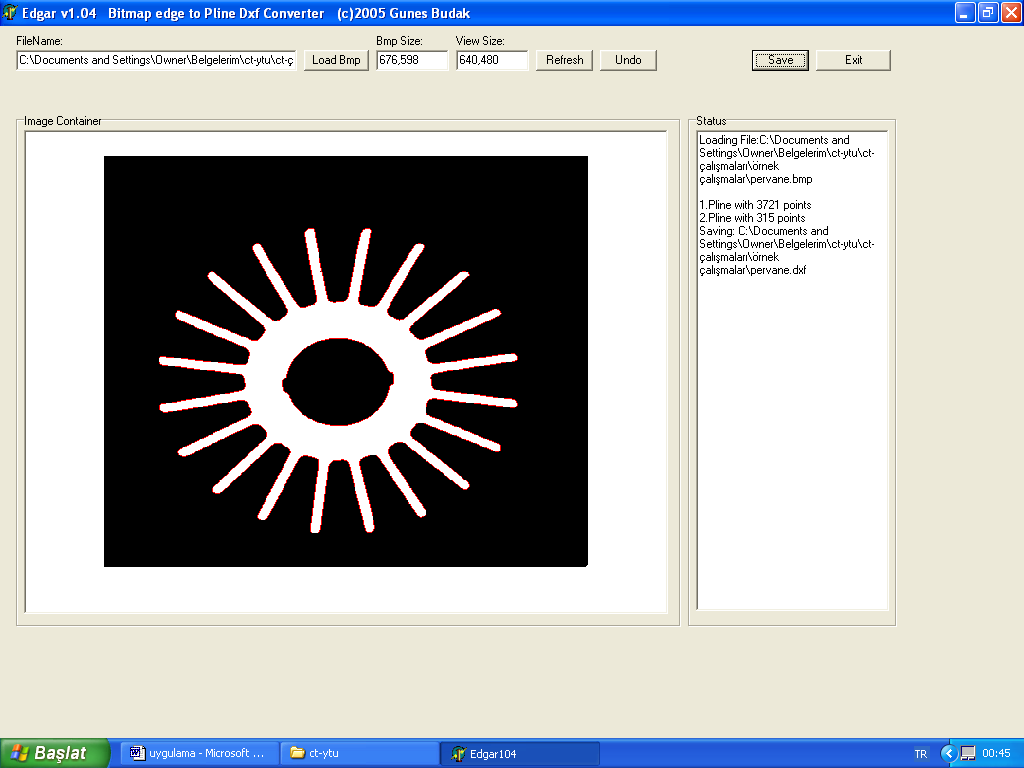 Edgar v1.04   Bitmap edge to Pline Dxf Converter   (c)2005 Gunes Budak
FileName:
Bmp Size:
View Size:
C:\Documents and Settings\Owner\Belgelerim\ct-ytu\ct-ç
Load Bmp
676,598
640,480
Refresh
Undo
Save
Exit
Image Container
Status
Loading File:C:\Documents and
Settings\Owner\Belgelerim\ct-ytu\ct-
çalışmaları\örnek
çalışmalar\pervane.bmp
1.Pline with 3721 points
2.Pline with 315 points
Saving: C:\Documents and
Settings\Owner\Belgelerim\ct-ytu\ct-
çalışmaları\örnek
çalışmalar\pervane.dxf
Başlat
uygulama - Microsoft ...
ct-ytu
Edgar104
TR
00:45